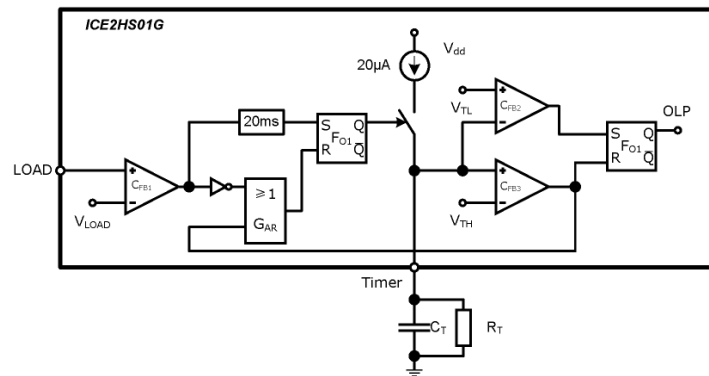 ICE2HS01G
Vdd
20µA
VTL
CFB2
OLP
20ms
S Q
FO1
R Q̅
S Q
FO1
R Q̅
LOAD
CFB1
VLOAD
≥1
GAR
CFB3
VTH
Timer
CT
RT